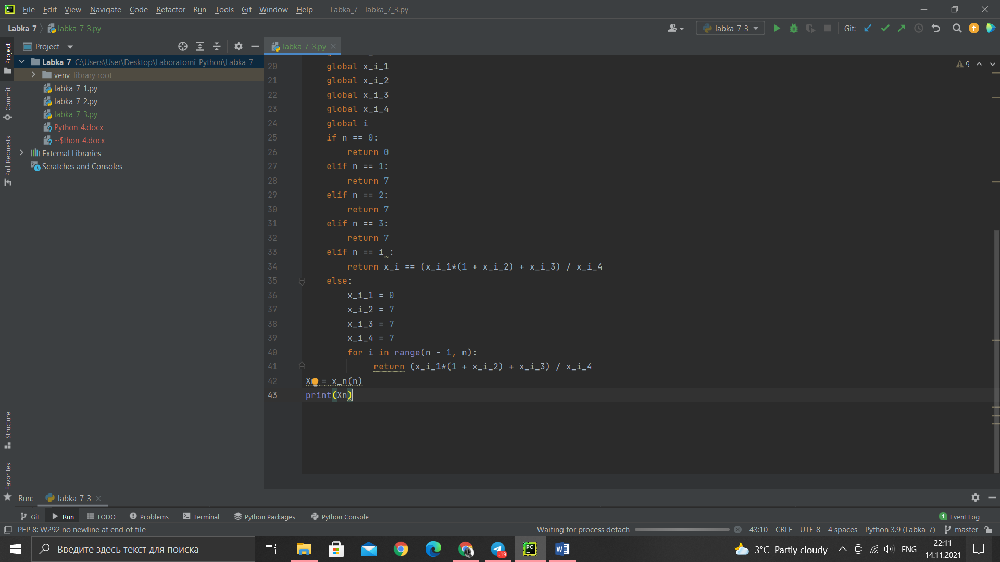 PC File Edit View Navigate Code Refactor Run Tools Git Window Help Labka_7 - labka_7_3.py
Labka_7 labka_7_3.py labka_7_3 Git:
Project labka_7_3.py
Project
Commit
Pull Requests
Structure
Favorites
Labka_7 C:\Users\User\Desktop\Laboratorni_Python\Labka_7
venv library root
labka_7_1.py
labka_7_2.py
labka_7_3.py
Python_4.docx
~$thon_4.docx
External Libraries
Scratches and Consoles
9
20 global x_i_1
21 global x_i_2
22 global x_i_3
23 global x_i_4
24 global i
25 if n == 0:
26 return 0
27 elif n == 1:
28 return 7
29 elif n == 2:
30 return 7
31 elif n == 3:
32 return 7
33 elif n == i :
34 return x_i == (x_i_1*(1 + x_i_2) + x_i_3) / x_i_4
35 else:
36 x_i_1 = 0
37 x_i_2 = 7
38 x_i_3 = 7
39 x_i_4 = 7
40 for i in range(n - 1, n):
41 return (x_i_1*(1 + x_i_2) + x_i_3) / x_i_4
42 Xn = x_n(n)
43 print(Xn)
Run: labka_7_3
Git Run TODO Problems Terminal Python Packages Python Console 1 Event Log
PEP 8: W292 no newline at end of file Waiting for process detach 43:10 CRLF UTF-8 4 spaces Python 3.9 (Labka_7) master
Введите здесь текст для поиска ..19 PC 3°C Partly cloudy ENG 22:11
14.11.2021